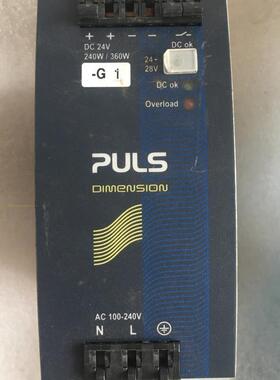 + + − −
DC 24V
240W / 360W
DC ok
24-
28V
-G 1
DC ok
Overload
PULS
DIMENSION
AC 100-240V
N L